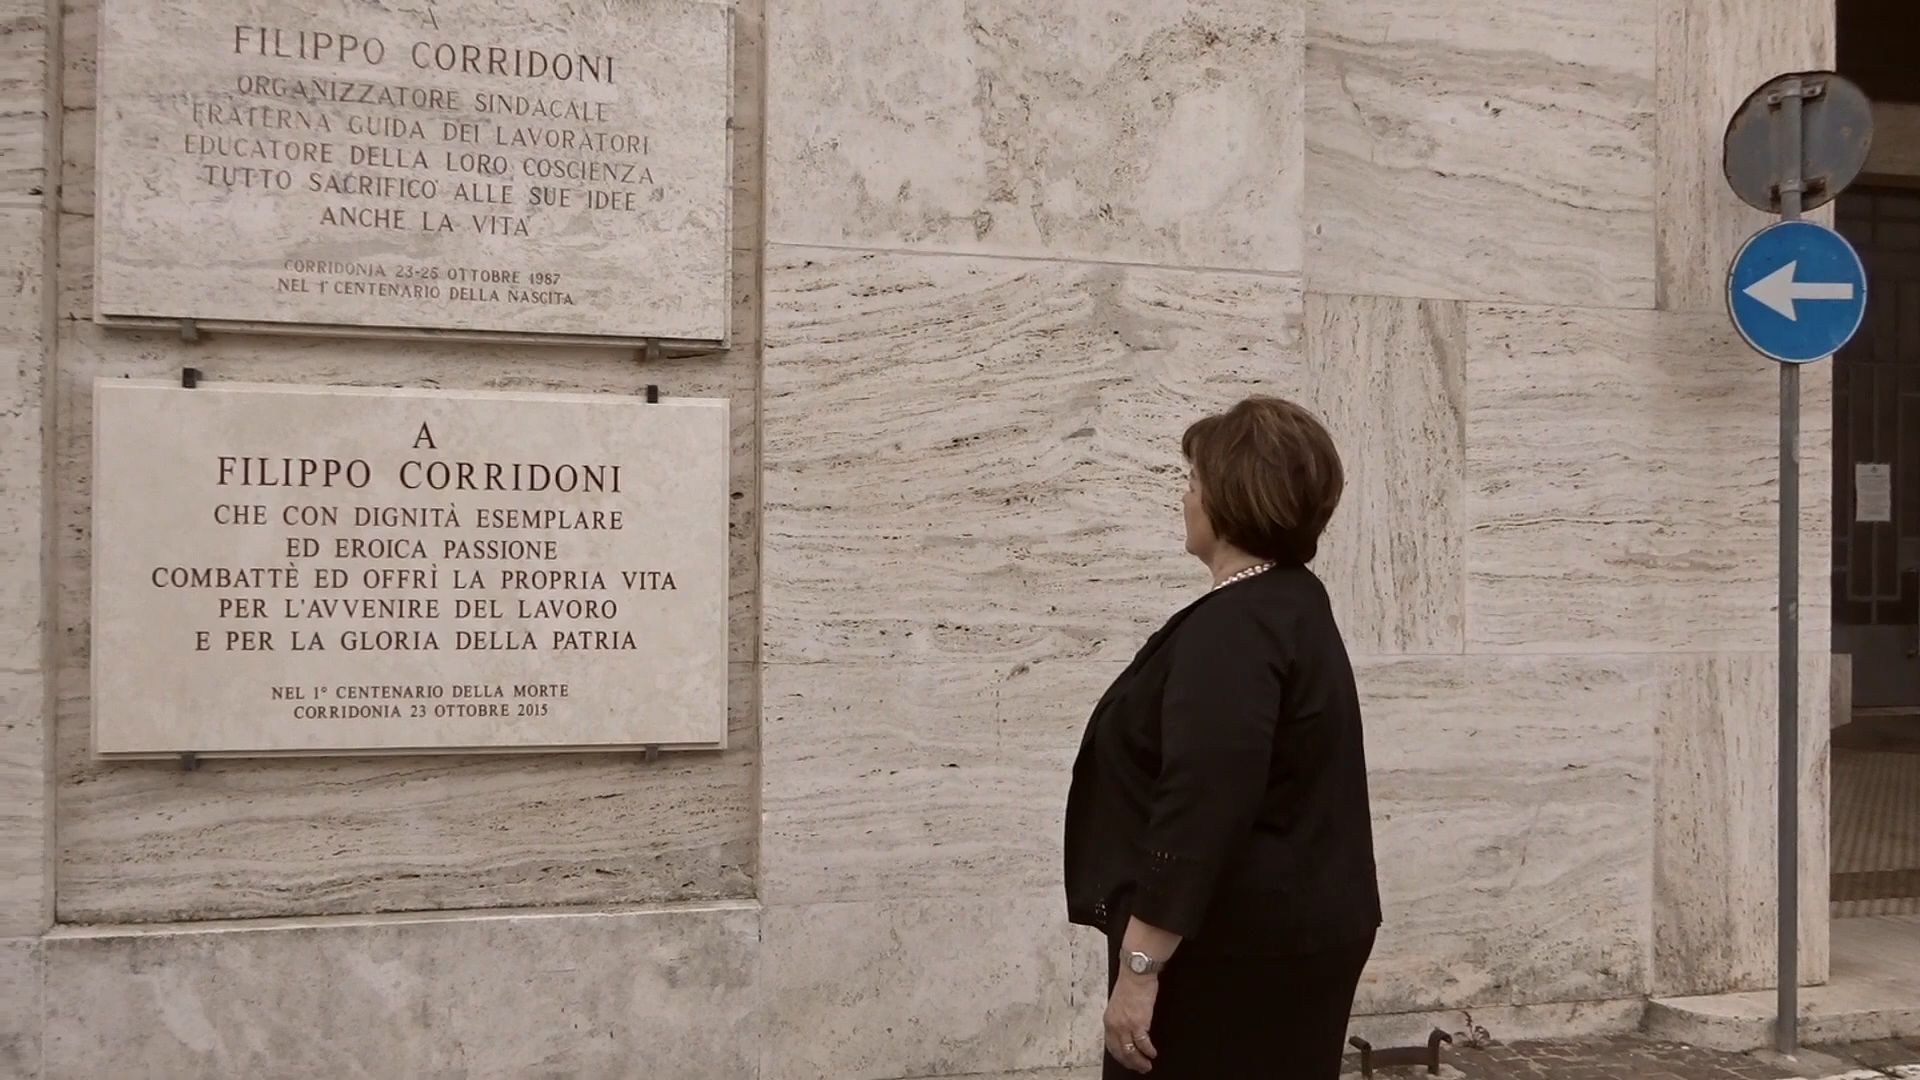 A
FILIPPO CORRIDONI
ORGANIZZATORE SINDACALE
FRATERNA GUIDA DEI LAVORATORI
EDUCATORE DELLA LORO COSCIENZA
TUTTO SACRIFICO' ALLE SUE IDEE
ANCHE LA VITA
CORRIDONIA 23-25 OTTOBRE 1987
NEL 1° CENTENARIO DELLA NASCITA
A
FILIPPO CORRIDONI
CHE CON DIGNITÀ ESEMPLARE
ED EROICA PASSIONE
COMBATTÈ ED OFFRÌ LA PROPRIA VITA
PER L'AVVENIRE DEL LAVORO
E PER LA GLORIA DELLA PATRIA
NEL 1° CENTENARIO DELLA MORTE
CORRIDONIA 23 OTTOBRE 2015